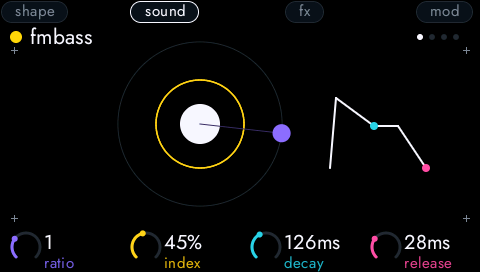 shape sound fx mod
fmbass
1 45% 126ms 28ms
ratio index decay release